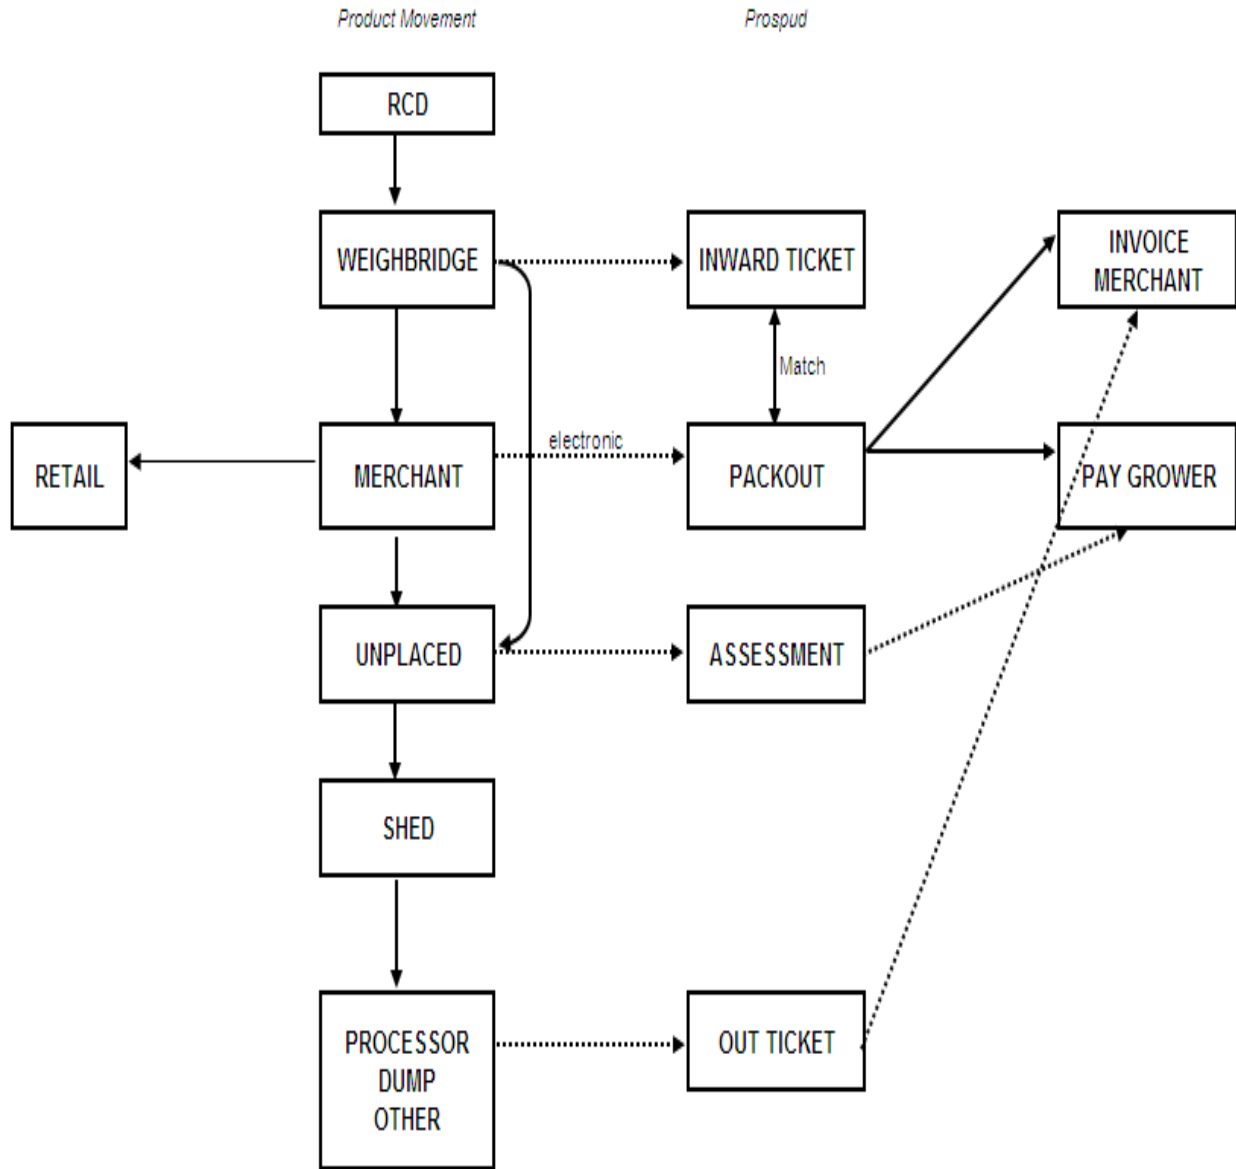 Product Movement
Prospud
RCD
WEIGHBRIDGE
INWARD TICKET
INVOICE
MERCHANT
Match
RETAIL
MERCHANT
electronic
PACKOUT
PAY GROWER
UNPLACED
ASSESSMENT
SHED
PROCESSOR
DUMP
OTHER
OUT TICKET